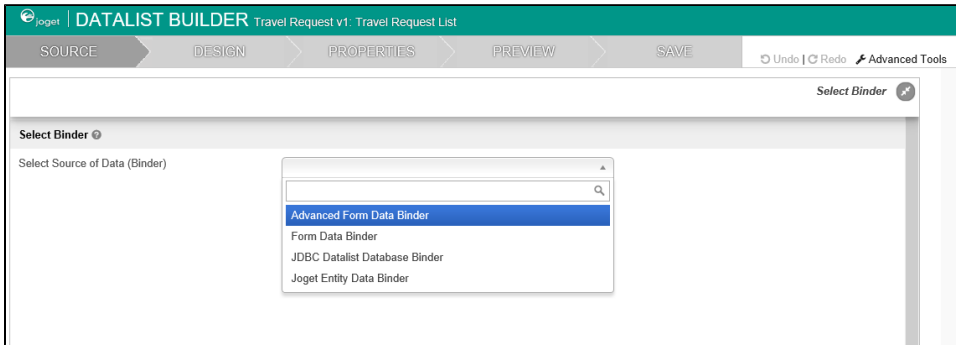 joget | DATALIST BUILDER Travel Request v1: Travel Request List
SOURCE DESIGN PROPERTIES PREVIEW SAVE Undo | Redo Advanced Tools
Select Binder
Select Binder
Select Source of Data (Binder)
Advanced Form Data Binder
Form Data Binder
JDBC Datalist Database Binder
Joget Entity Data Binder